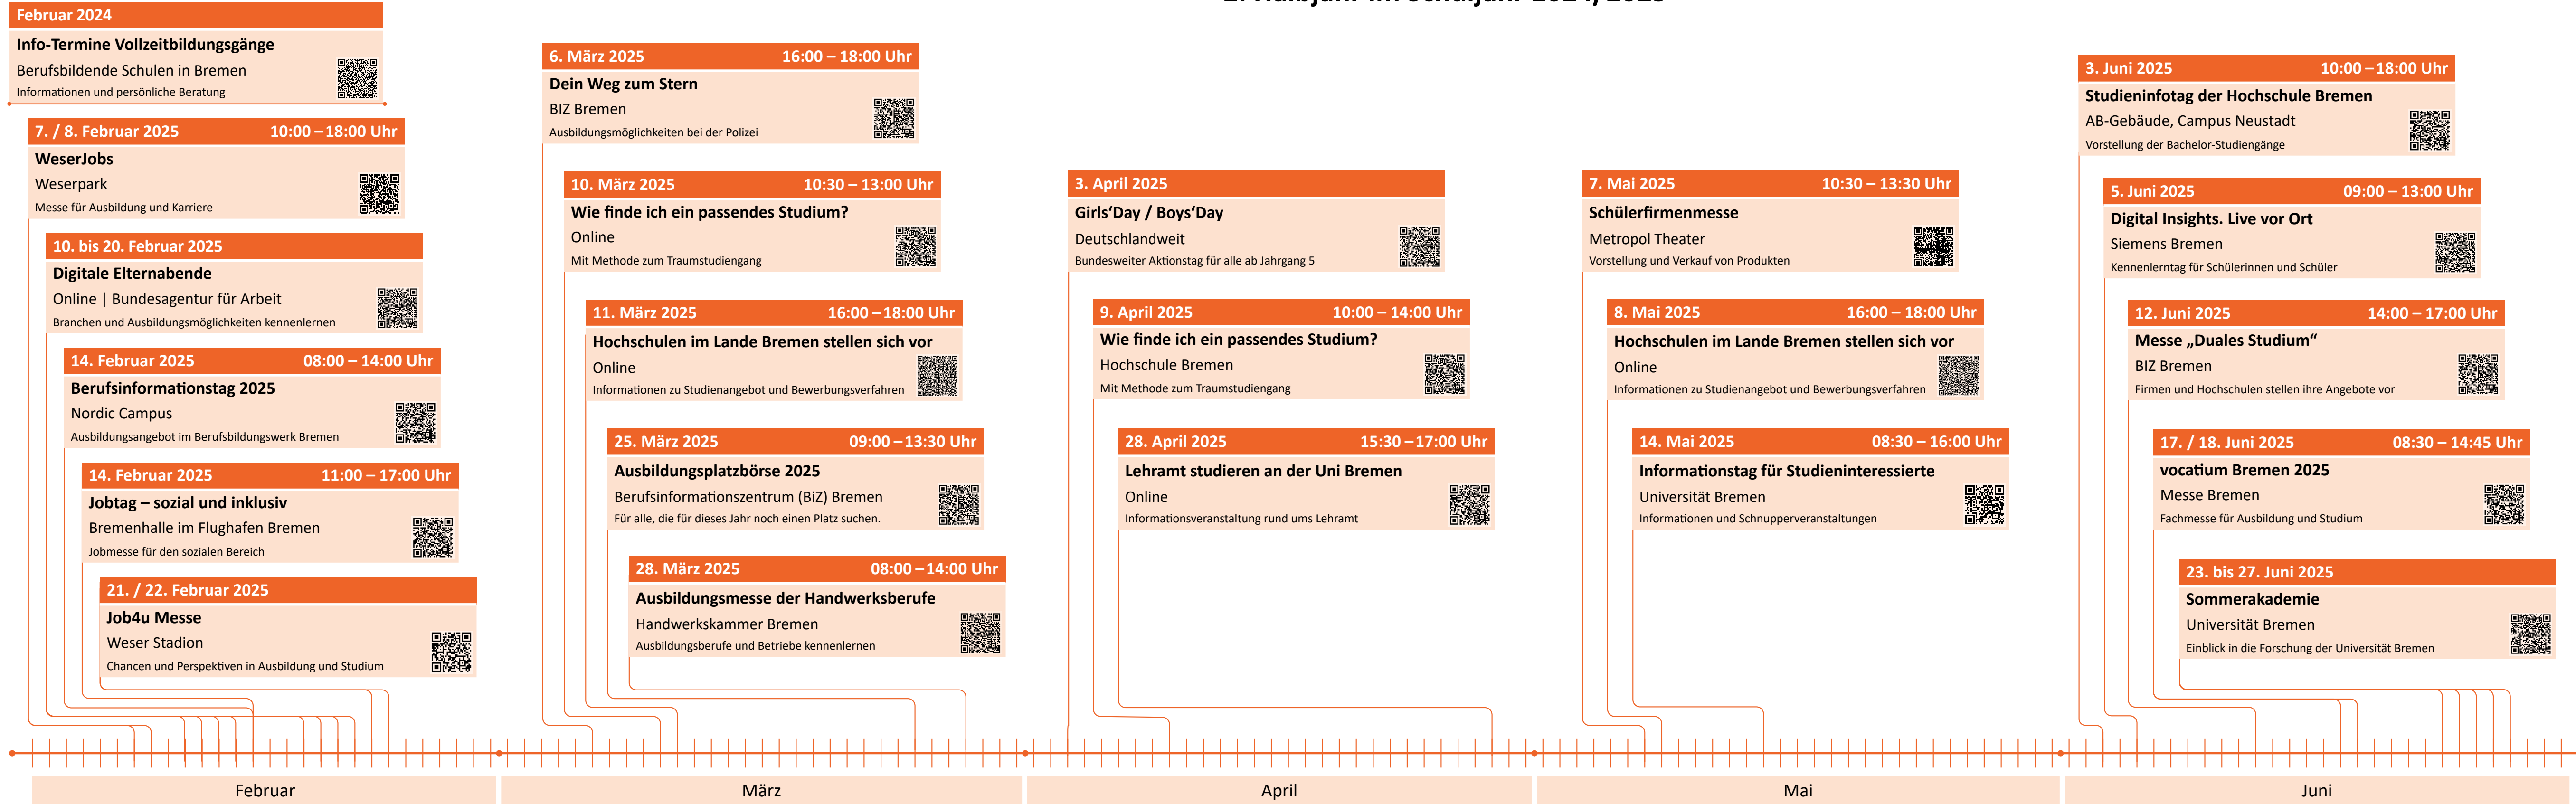 2. Halbjahr im Schuljahr 2024/2025
Februar 2024
Info-Termine Vollzeitbildungsgänge
Berufsbildende Schulen in Bremen
Informationen und persönliche Beratung
7. / 8. Februar 2025 10:00 – 18:00 Uhr
WeserJobs
Weserpark
Messe für Ausbildung und Karriere
10. bis 20. Februar 2025
Digitale Elternabende
Online | Bundesagentur für Arbeit
Branchen und Ausbildungsmöglichkeiten kennenlernen
14. Februar 2025 08:00 – 14:00 Uhr
Berufsinformationstag 2025
Nordic Campus
Ausbildungsangebot im Berufsbildungswerk Bremen
14. Februar 2025 11:00 – 17:00 Uhr
Jobtag – sozial und inklusiv
Bremenhalle im Flughafen Bremen
Jobmesse für den sozialen Bereich
21. / 22. Februar 2025
Job4u Messe
Weser Stadion
Chancen und Perspektiven in Ausbildung und Studium
6. März 2025 16:00 – 18:00 Uhr
Dein Weg zum Stern
BIZ Bremen
Ausbildungsmöglichkeiten bei der Polizei
10. März 2025 10:30 – 13:00 Uhr
Wie finde ich ein passendes Studium?
Online
Mit Methode zum Traumstudiengang
11. März 2025 16:00 – 18:00 Uhr
Hochschulen im Lande Bremen stellen sich vor
Online
Informationen zu Studienangebot und Bewerbungsverfahren
25. März 2025 09:00 – 13:30 Uhr
Ausbildungsplatzbörse 2025
Berufsinformationszentrum (BiZ) Bremen
Für alle, die für dieses Jahr noch einen Platz suchen.
28. März 2025 08:00 – 14:00 Uhr
Ausbildungsmesse der Handwerksberufe
Handwerkskammer Bremen
Ausbildungsberufe und Betriebe kennenlernen
3. April 2025
Girls‘Day / Boys‘Day
Deutschlandweit
Bundesweiter Aktionstag für alle ab Jahrgang 5
9. April 2025 10:00 – 14:00 Uhr
Wie finde ich ein passendes Studium?
Hochschule Bremen
Mit Methode zum Traumstudiengang
28. April 2025 15:30 – 17:00 Uhr
Lehramt studieren an der Uni Bremen
Online
Informationsveranstaltung rund ums Lehramt
7. Mai 2025 10:30 – 13:30 Uhr
Schülerfirmenmesse
Metropol Theater
Vorstellung und Verkauf von Produkten
8. Mai 2025 16:00 – 18:00 Uhr
Hochschulen im Lande Bremen stellen sich vor
Online
Informationen zu Studienangebot und Bewerbungsverfahren
14. Mai 2025 08:30 – 16:00 Uhr
Informationstag für Studieninteressierte
Universität Bremen
Informationen und Schnupperveranstaltungen
3. Juni 2025 10:00 – 18:00 Uhr
Studieninfotag der Hochschule Bremen
AB-Gebäude, Campus Neustadt
Vorstellung der Bachelor-Studiengänge
5. Juni 2025 09:00 – 13:00 Uhr
Digital Insights. Live vor Ort
Siemens Bremen
Kennenlerntag für Schülerinnen und Schüler
12. Juni 2025 14:00 – 17:00 Uhr
Messe „Duales Studium“
BIZ Bremen
Firmen und Hochschulen stellen ihre Angebote vor
17. / 18. Juni 2025 08:30 – 14:45 Uhr
vocatium Bremen 2025
Messe Bremen
Fachmesse für Ausbildung und Studium
23. bis 27. Juni 2025
Sommerakademie
Universität Bremen
Einblick in die Forschung der Universität Bremen
Februar März April Mai Juni